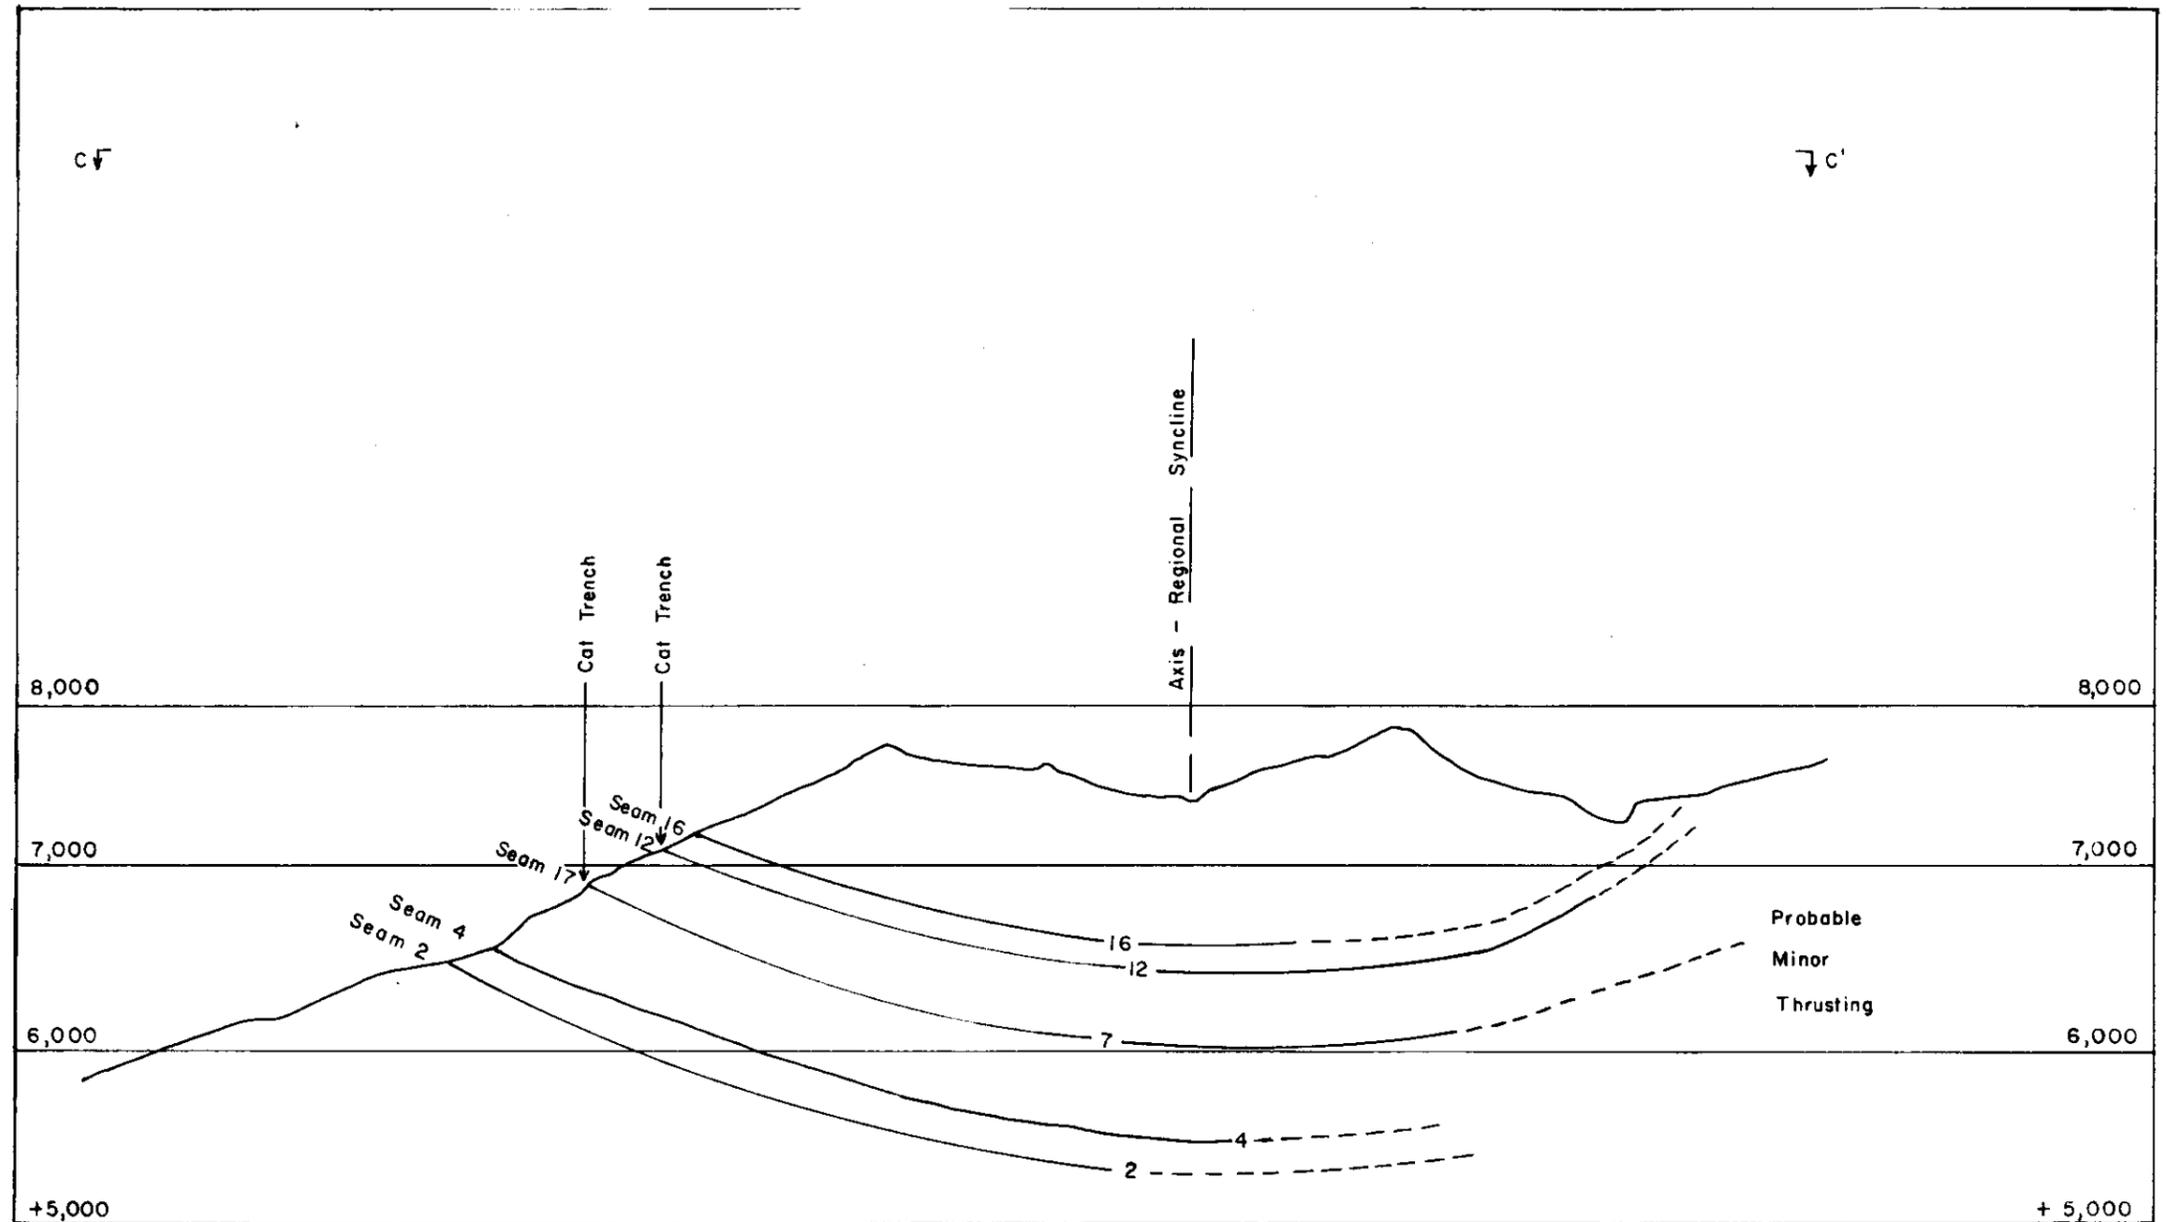 C
C'
Axis - Regional Syncline
Cat Trench
Cat Trench
8,000
8,000
Seam 16
Seam 12
7,000
7,000
Seam 17
Seam 4
Seam 2
Probable
16
Minor
12
Thrusting
6,000
7
6,000
4
2
+5,000
+ 5,000